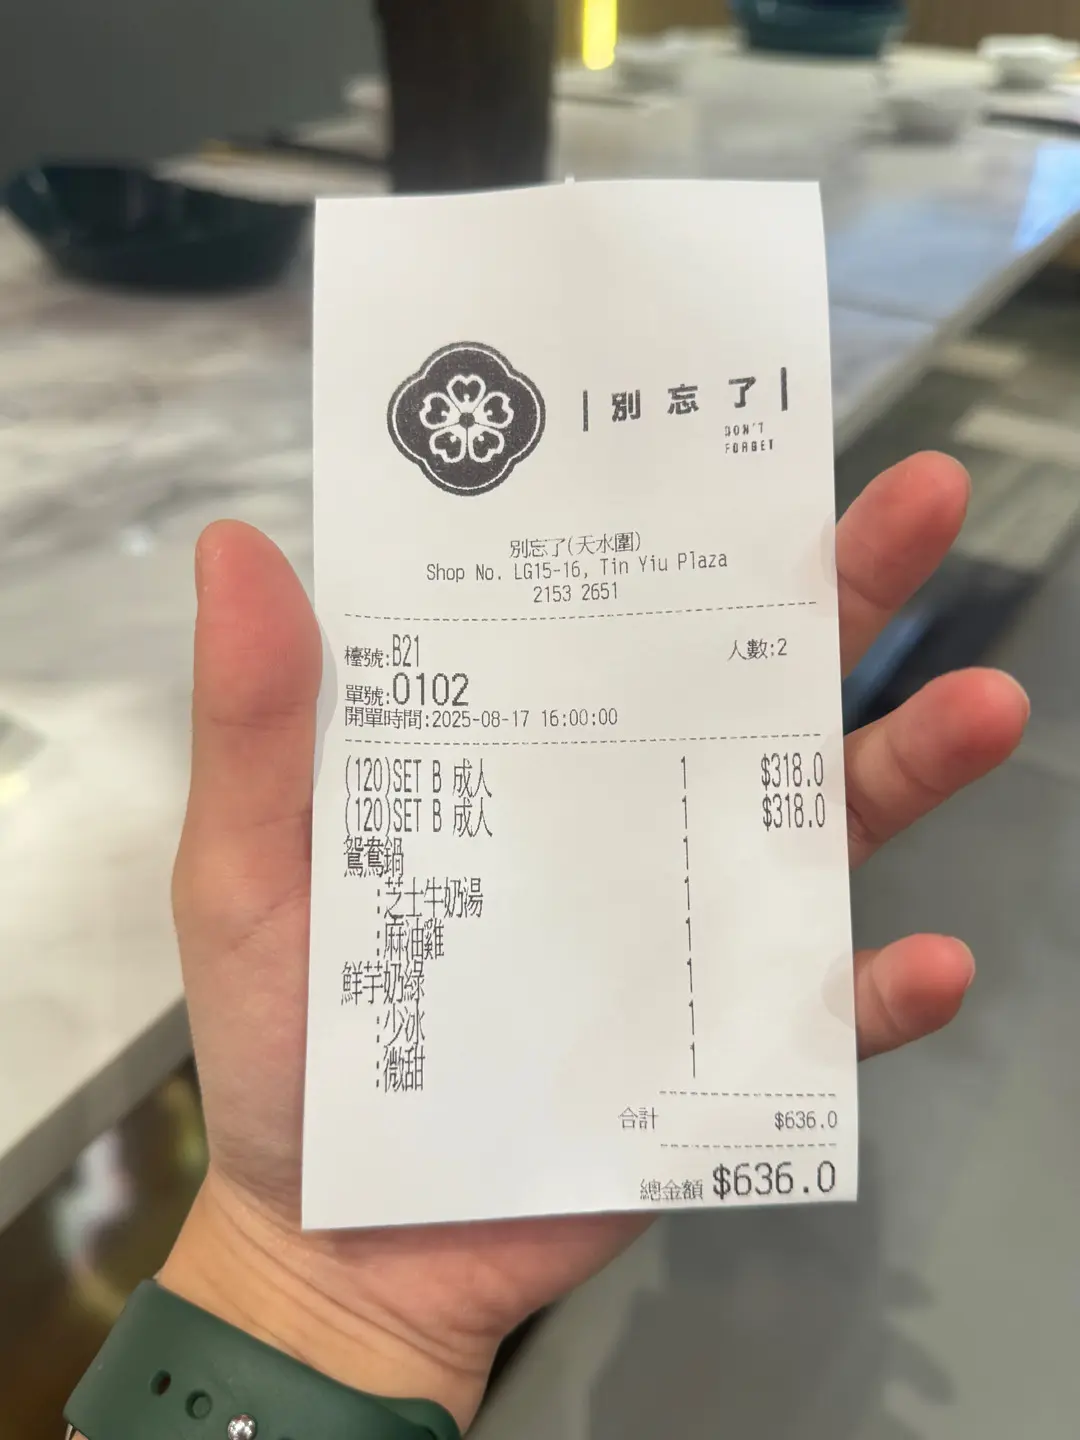 別忘了
DON'T
FORGET
別忘了(天水圍)
Shop No. LG15-16, Tin Yiu Plaza
2153 2651
檯號:B21 人數:2
單號:0102
開單時間:2025-08-17 16:00:00
(120)SET B 成人 1 $318.0
(120)SET B 成人 1 $318.0
鴛鴦鍋 1
:芝士牛奶湯 1
:麻油雞 1
鮮芋奶綠 1
:少冰 1
:微甜 1
合計 $636.0
總金額 $636.0